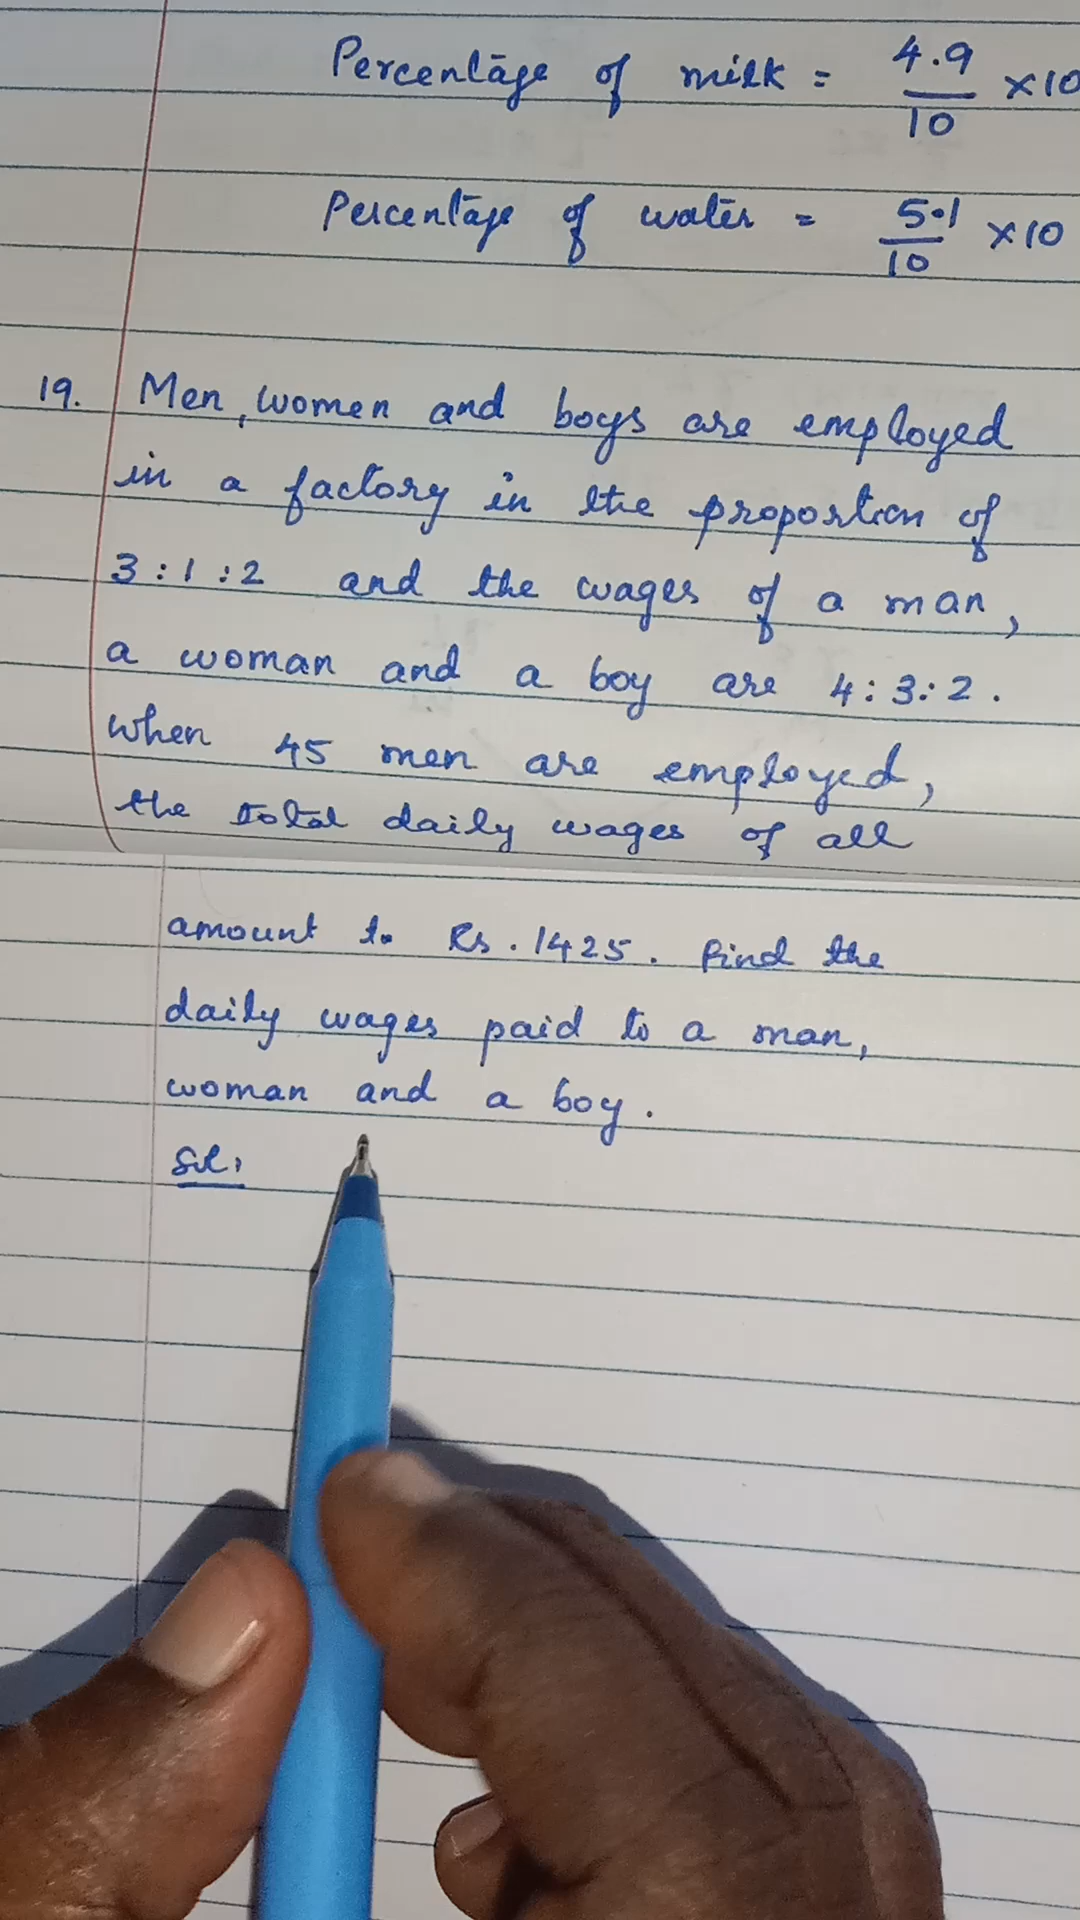 Percentage of milk = 4.9/10 ×10
Percentage of water = 5.1/10 ×10
19. Men, women and boys are employed
in a factory in the proportion of
3:1:2 and the wages of a man,
a woman and a boy are 4:3:2.
When 45 men are employed,
the total daily wages of all
amount to Rs. 1425. Find the
daily wages paid to a man,
woman and a boy.
Sol: